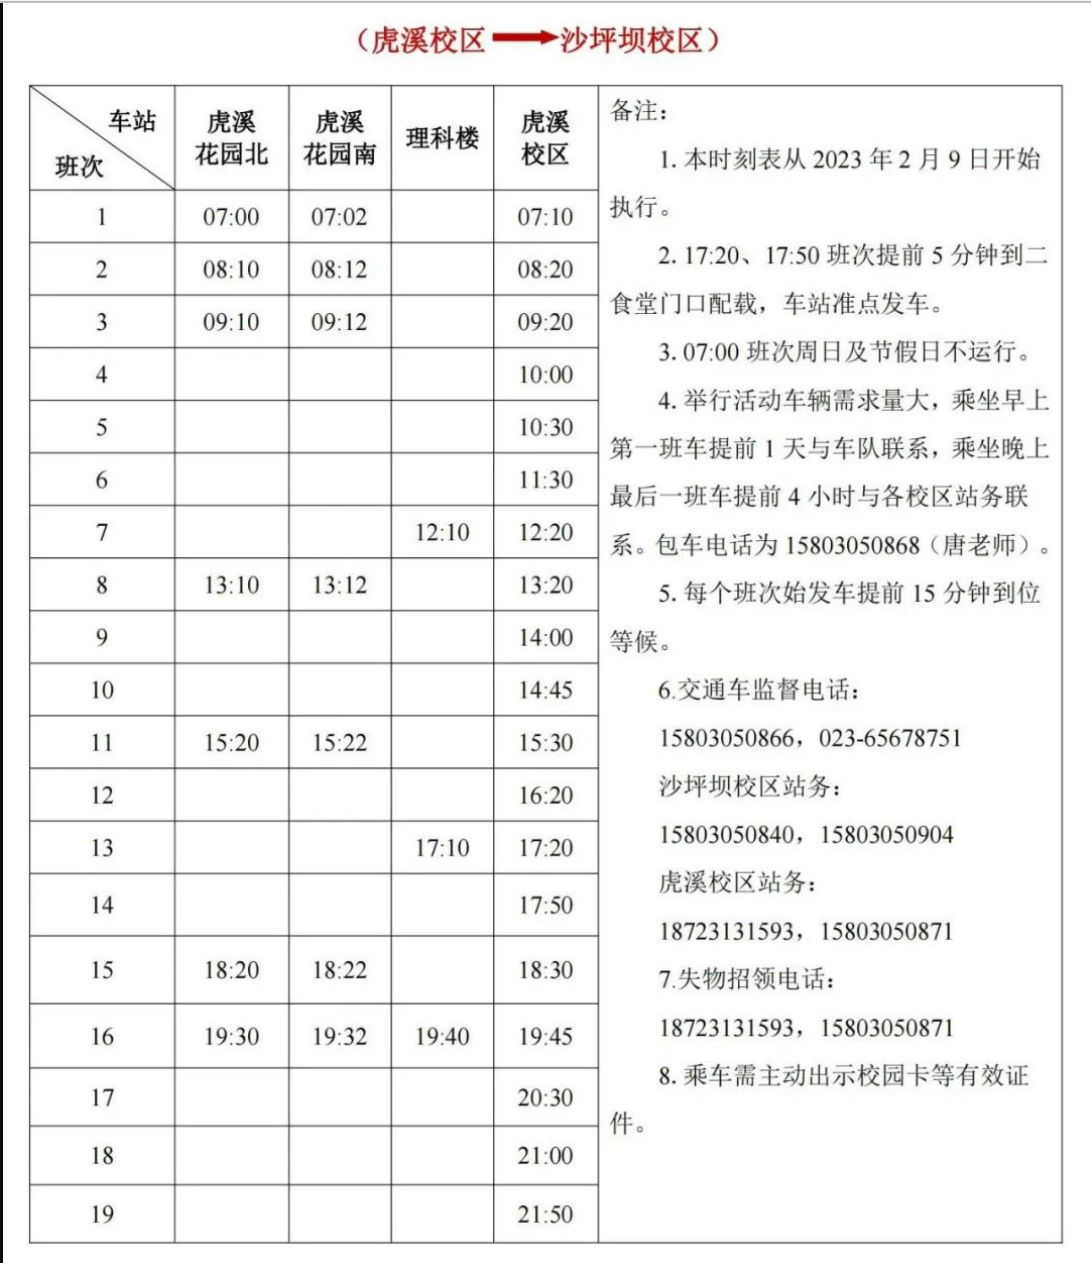 （虎溪校区 沙坪坝校区）
车站
班次
虎溪
花园北
虎溪
花园南
理科楼
虎溪
校区
1 07:00 07:02 07:10
2 08:10 08:12 08:20
3 09:10 09:12 09:20
4 10:00
5 10:30
6 11:30
7 12:10 12:20
8 13:10 13:12 13:20
9 14:00
10 14:45
11 15:20 15:22 15:30
12 16:20
13 17:10 17:20
14 17:50
15 18:20 18:22 18:30
16 19:30 19:32 19:40 19:45
17 20:30
18 21:00
19 21:50
备注：
1. 本时刻表从 2023 年 2 月 9 日开始
执行。
2. 17:20、17:50 班次提前 5 分钟到二
食堂门口配载，车站准点发车。
3. 07:00 班次周日及节假日不运行。
4. 举行活动车辆需求量大，乘坐早上
第一班车提前 1 天与车队联系，乘坐晚上
最后一班车提前 4 小时与各校区站务联
系。包车电话为 15803050868（唐老师）。
5. 每个班次始发车提前 15 分钟到位
等候。
6.交通车监督电话：
15803050866，023-65678751
沙坪坝校区站务：
15803050840，15803050904
虎溪校区站务：
18723131593，15803050871
7.失物招领电话：
18723131593，15803050871
8. 乘车需主动出示校园卡等有效证
件。